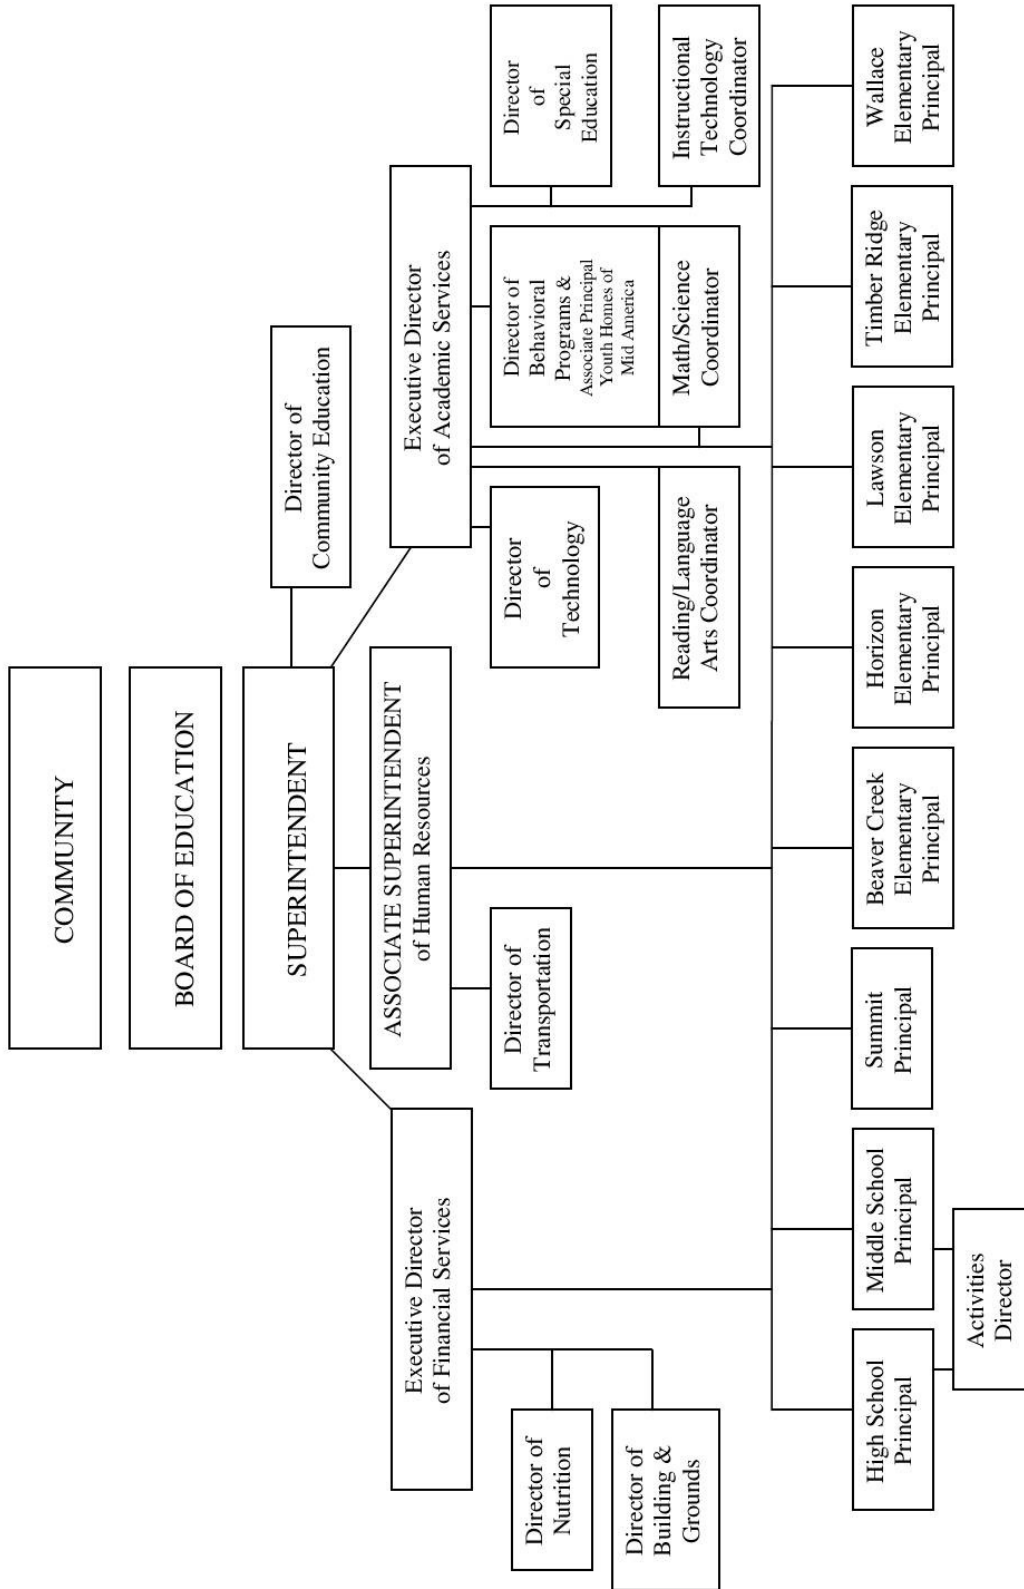 COMMUNITY
BOARD OF EDUCATION
SUPERINTENDENT
Director of
Community Education
Executive Director
of Financial Services
ASSOCIATE SUPERINTENDENT
of Human Resources
Executive Director
of Academic Services
Director of
Nutrition
Director of
Building &
Grounds
Director of
Transportation
Director
of
Technology
Director of
Behavioral
Programs &
Associate Principal
Youth Homes of
Mid America
Director
of
Special
Education
Reading/Language
Arts Coordinator
Math/Science
Coordinator
Instructional
Technology
Coordinator
High School
Principal
Middle School
Principal
Summit
Principal
Beaver Creek
Elementary
Principal
Horizon
Elementary
Principal
Lawson
Elementary
Principal
Timber Ridge
Elementary
Principal
Wallace
Elementary
Principal
Activities
Director